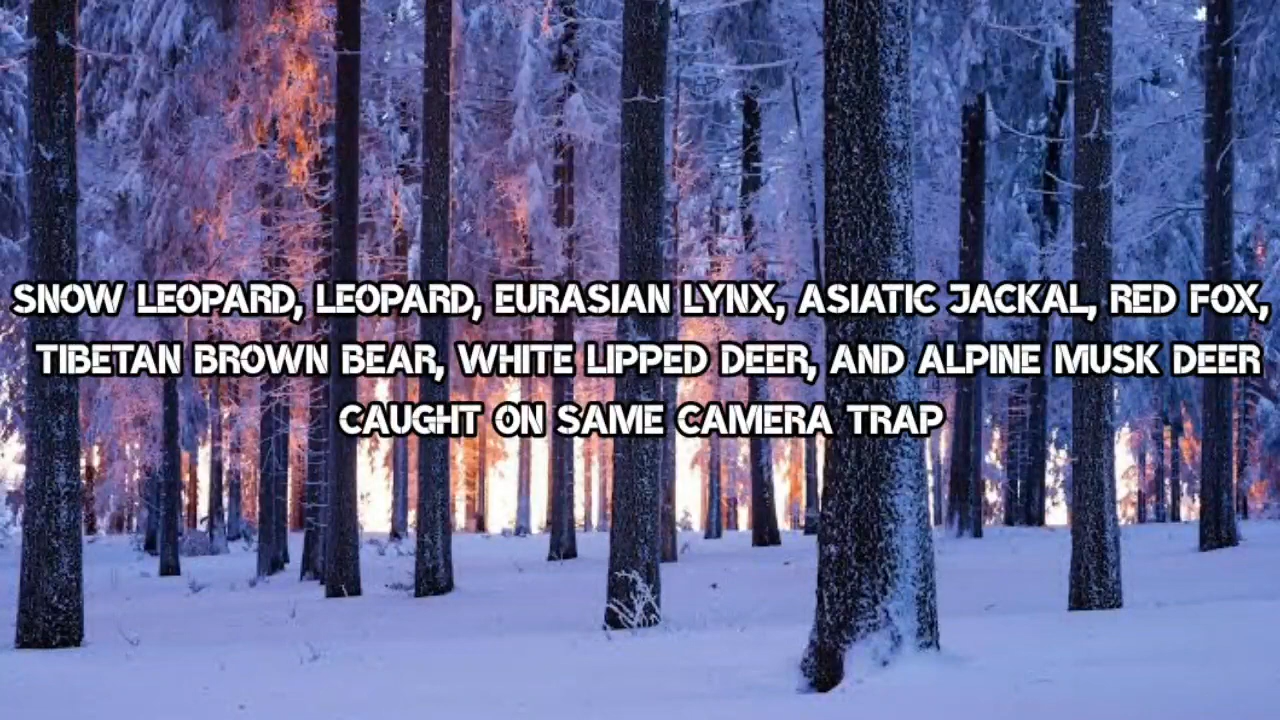 SNOW LEOPARD, LEOPARD, EURASIAN LYNX, ASIATIC JACKAL, RED FOX,
TIBETAN BROWN BEAR, WHITE LIPPED DEER, AND ALPINE MUSK DEER
CAUGHT ON SAME CAMERA TRAP